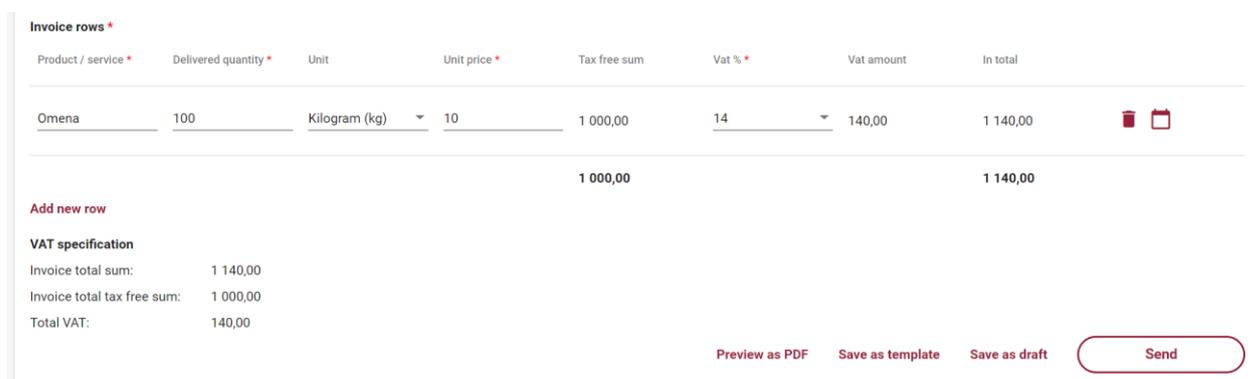 Invoice rows *
Product / service * Delivered quantity * Unit Unit price * Tax free sum Vat % * Vat amount In total
Omena 100 Kilogram (kg) 10 1 000,00 14 140,00 1 140,00
1 000,00 1 140,00
Add new row
VAT specification
Invoice total sum: 1 140,00
Invoice total tax free sum: 1 000,00
Total VAT: 140,00
Preview as PDF Save as template Save as draft Send